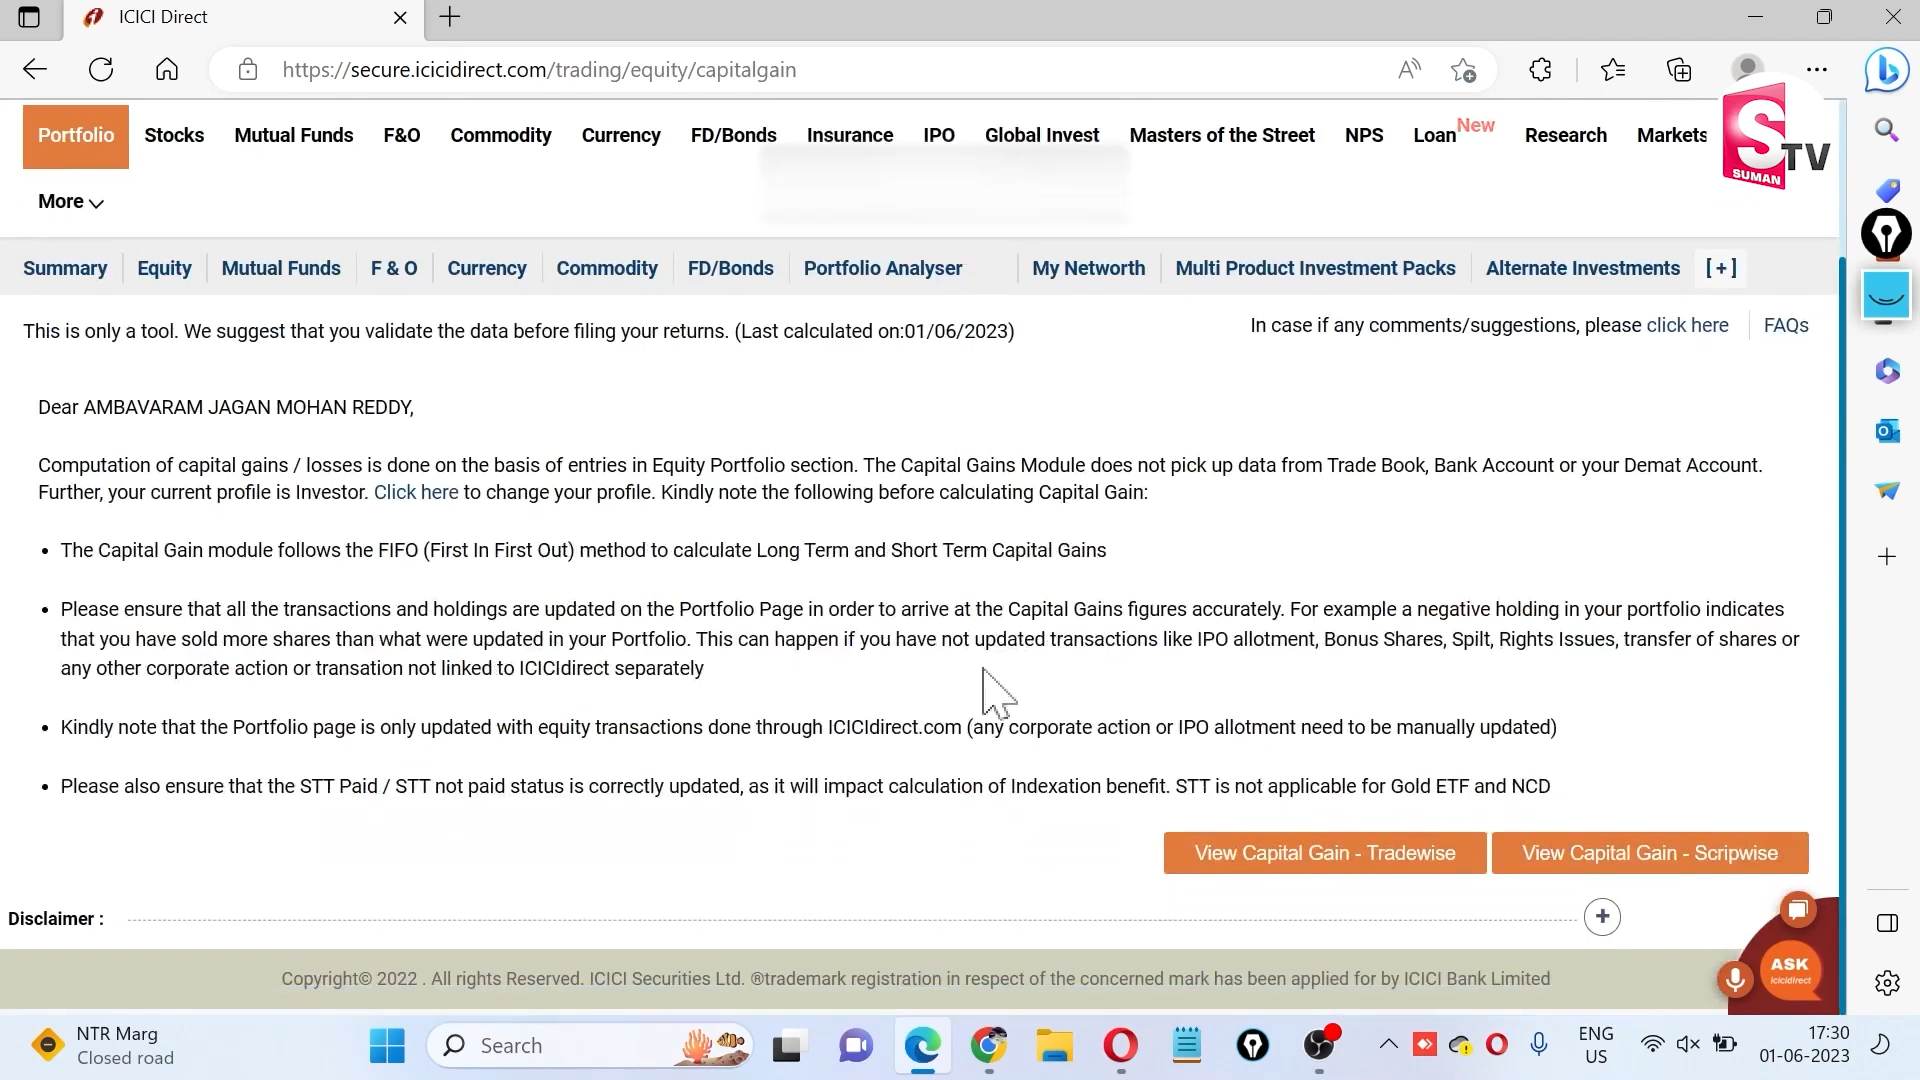 ICICI Direct
https://secure.icicidirect.com/trading/equity/capitalgain
Portfolio Stocks Mutual Funds F&O Commodity Currency FD/Bonds Insurance IPO Global Invest Masters of the Street NPS Loan New Research Markets
S TV
SUMAN
More
Summary Equity Mutual Funds F & O Currency Commodity FD/Bonds Portfolio Analyser My Networth Multi Product Investment Packs Alternate Investments [ + ]
This is only a tool. We suggest that you validate the data before filing your returns. (Last calculated on:01/06/2023)
In case if any comments/suggestions, please click here FAQs
Dear AMBAVARAM JAGAN MOHAN REDDY,
Computation of capital gains / losses is done on the basis of entries in Equity Portfolio section. The Capital Gains Module does not pick up data from Trade Book, Bank Account or your Demat Account.
Further, your current profile is Investor. Click here to change your profile. Kindly note the following before calculating Capital Gain:
• The Capital Gain module follows the FIFO (First In First Out) method to calculate Long Term and Short Term Capital Gains
• Please ensure that all the transactions and holdings are updated on the Portfolio Page in order to arrive at the Capital Gains figures accurately. For example a negative holding in your portfolio indicates
that you have sold more shares than what were updated in your Portfolio. This can happen if you have not updated transactions like IPO allotment, Bonus Shares, Spilt, Rights Issues, transfer of shares or
any other corporate action or transation not linked to ICICIdirect separately
• Kindly note that the Portfolio page is only updated with equity transactions done through ICICIdirect.com (any corporate action or IPO allotment need to be manually updated)
• Please also ensure that the STT Paid / STT not paid status is correctly updated, as it will impact calculation of Indexation benefit. STT is not applicable for Gold ETF and NCD
View Capital Gain - Tradewise View Capital Gain - Scripwise
Disclaimer :
Copyright© 2022 . All rights Reserved. ICICI Securities Ltd. ®trademark registration in respect of the concerned mark has been applied for by ICICI Bank Limited
ASK
icicidirect
NTR Marg
Closed road
Search
ENG
US
17:30
01-06-2023